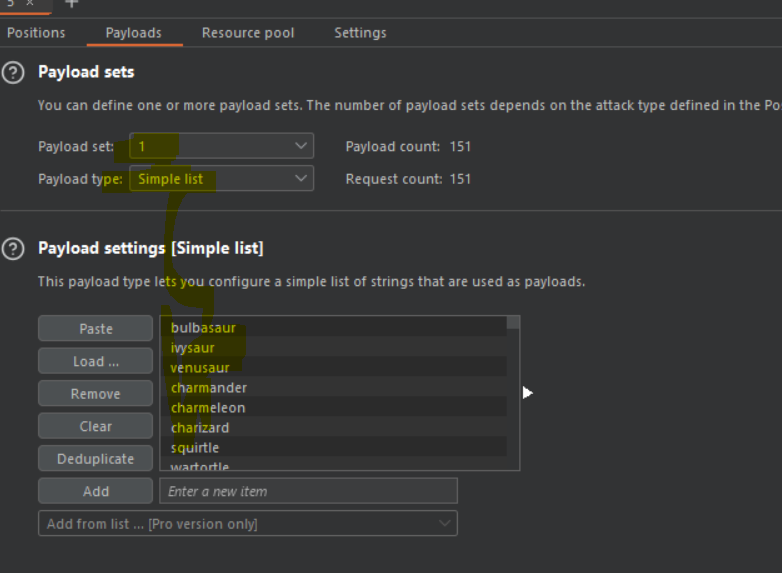 5 × +
Positions Payloads Resource pool Settings
? Payload sets
You can define one or more payload sets. The number of payload sets depends on the attack type defined in the
Payload set: 1 Payload count: 151
Payload type: Simple list Request count: 151
? Payload settings [Simple list]
This payload type lets you configure a simple list of strings that are used as payloads.
Paste bulbasaur
ivysaur
Load ... venusaur
Remove charmander
charmeleon
Clear charizard
squirtle
Deduplicate wartortle
Add Enter a new item
Add from list ... [Pro version only]